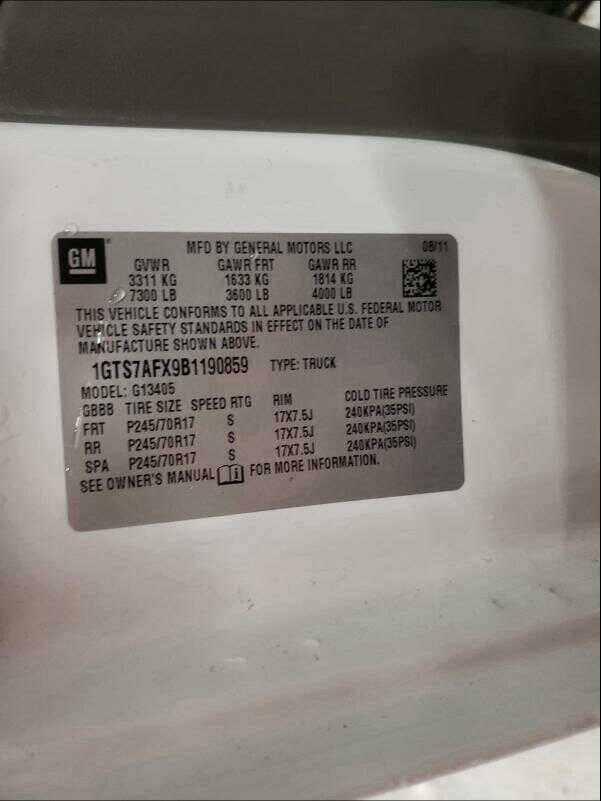 GM
MFD BY GENERAL MOTORS LLC 08/11
GVWR GAWR FRT GAWR RR
3311 KG 1633 KG 1814 KG
7300 LB 3600 LB 4000 LB
THIS VEHICLE CONFORMS TO ALL APPLICABLE U.S. FEDERAL MOTOR
VEHICLE SAFETY STANDARDS IN EFFECT ON THE DATE OF
MANUFACTURE SHOWN ABOVE.
1GTS7AFX9B1190859 TYPE: TRUCK
MODEL: G13405
GBBB TIRE SIZE SPEED RTG RIM COLD TIRE PRESSURE
FRT P245/70R17 S 17X7.5J 240KPA(35PSI)
RR P245/70R17 S 17X7.5J 240KPA(35PSI)
SPA P245/70R17 S 17X7.5J 240KPA(35PSI)
SEE OWNER'S MANUAL FOR MORE INFORMATION.